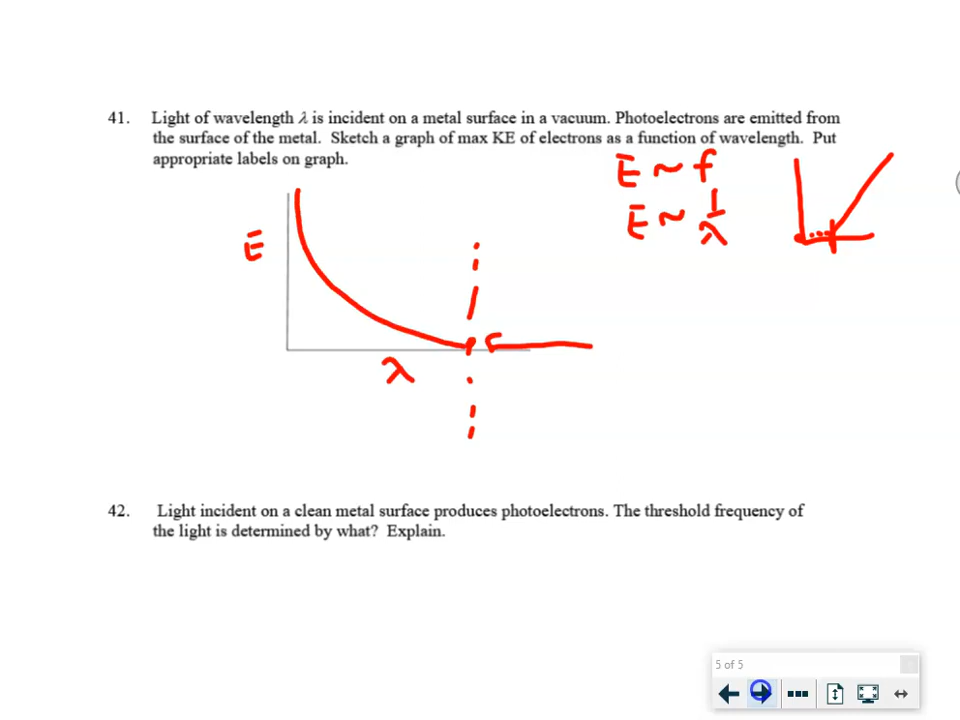 41. Light of wavelength λ is incident on a metal surface in a vacuum. Photoelectrons are emitted from
the surface of the metal. Sketch a graph of max KE of electrons as a function of wavelength. Put
appropriate labels on graph.
E ~ f
E ~ 1/λ
E
λ
42. Light incident on a clean metal surface produces photoelectrons. The threshold frequency of
the light is determined by what? Explain.
5 of 5